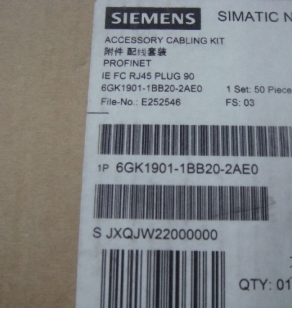 SIEMENS SIMATIC N
ACCESSORY CABLING KIT
附件 配线套装
PROFINET
IE FC RJ45 PLUG 90
6GK1901-1BB20-2AE0 1 Set: 50 Piece
File-No.: E252546 FS: 03
1P 6GK1901-1BB20-2AE0
S JXQJW22000000
QTY: 01